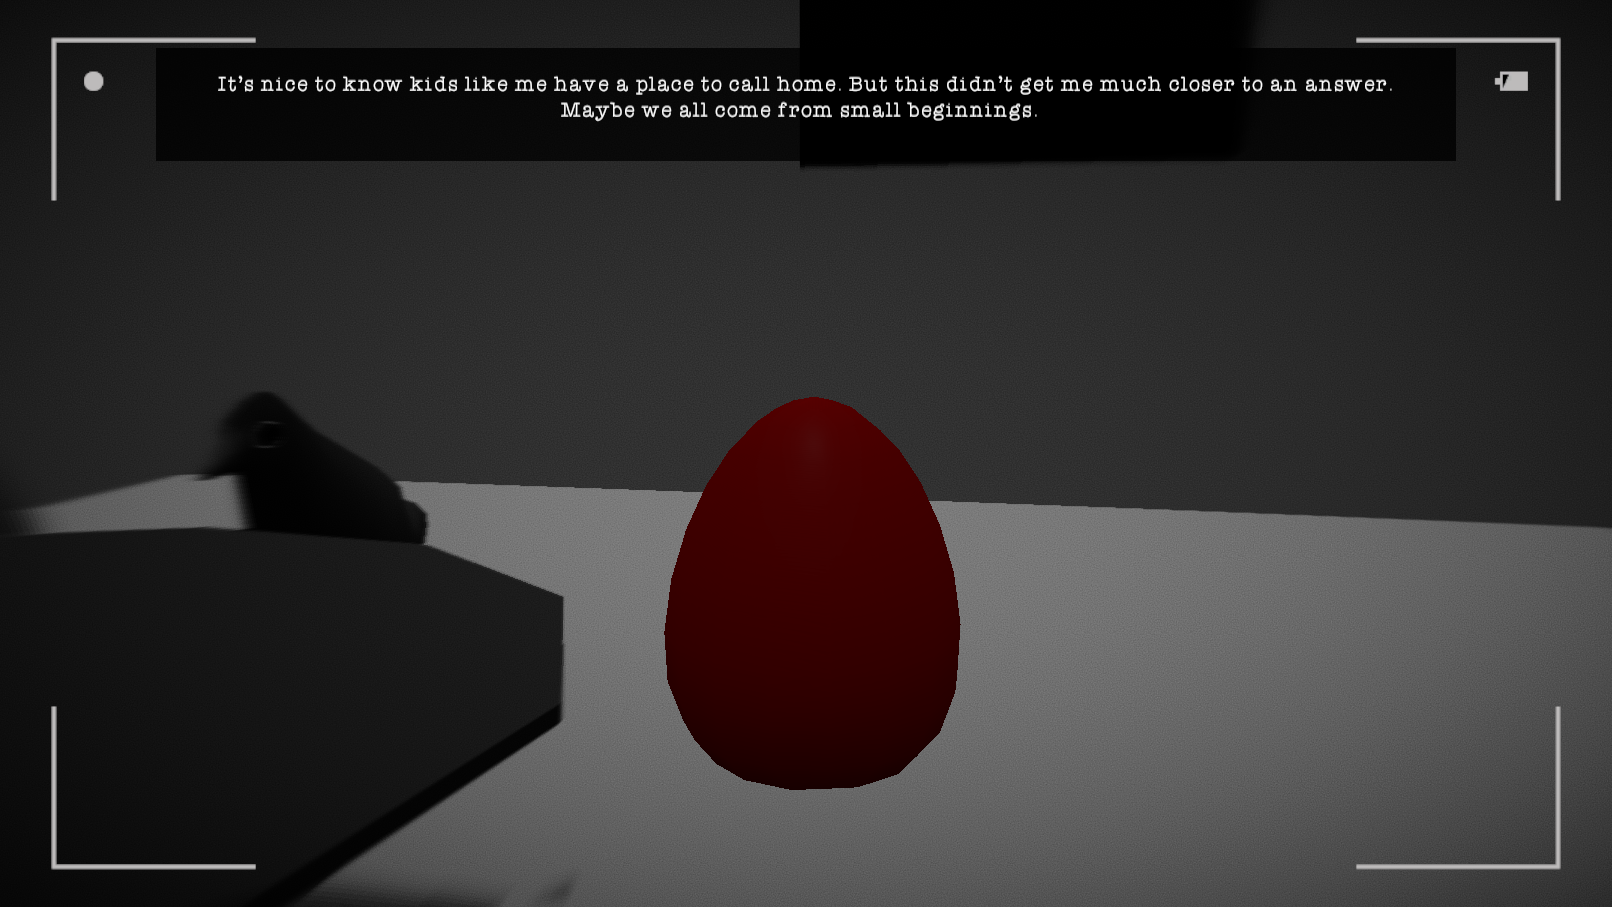 It's nice to know kids like me have a place to call home. But this didn't get me much closer to an answer.
Maybe we all come from small beginnings.